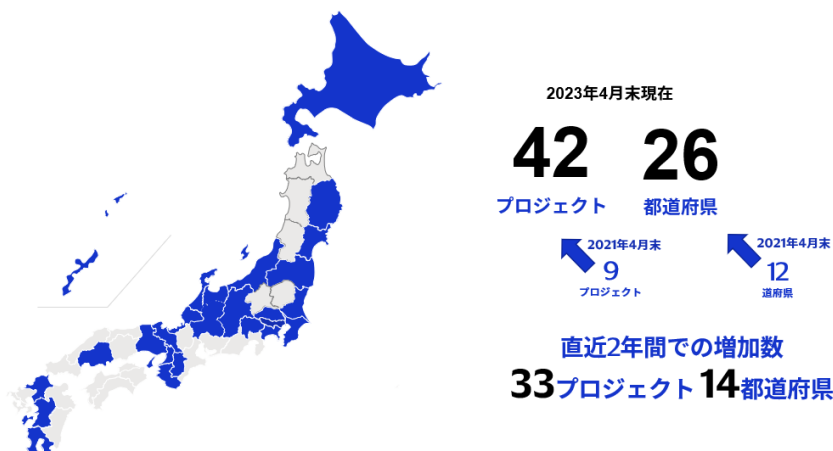 2023年4月末現在
42 26
プロジェクト 都道府県
2021年4月末 2021年4月末
9 12
プロジェクト 道府県
直近2年間での増加数
33プロジェクト 14都道府県